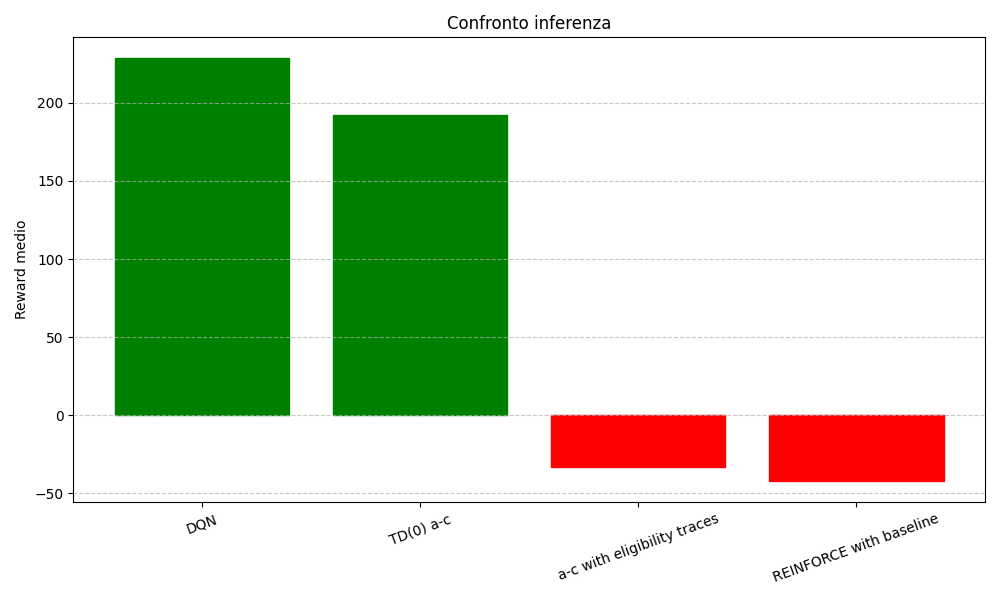 Confronto inferenza
Reward medio
200
150
100
50
0
−50
DQN
TD(0) a-c
a-c with eligibility traces
REINFORCE with baseline